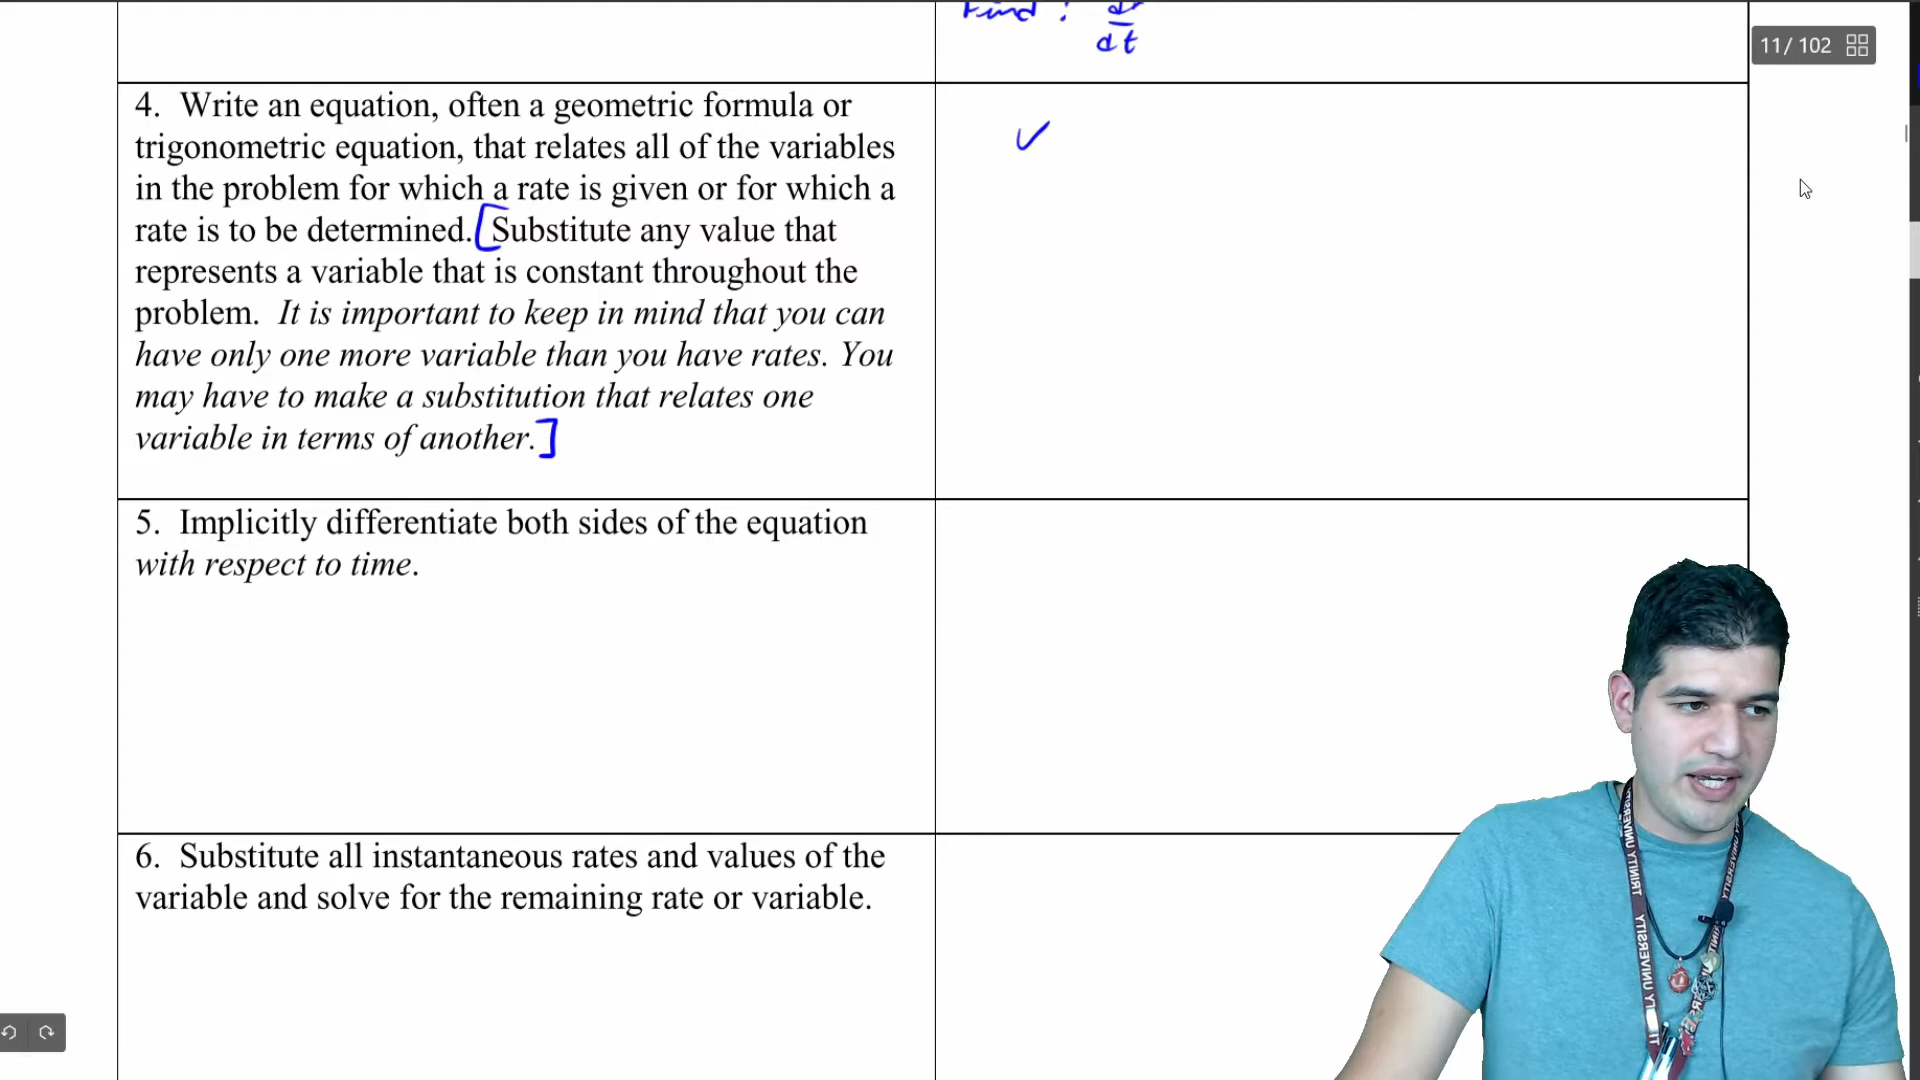 Find : dr
dt
11 / 102
4. Write an equation, often a geometric formula or
trigonometric equation, that relates all of the variables
in the problem for which a rate is given or for which a
rate is to be determined. [Substitute any value that
represents a variable that is constant throughout the
problem. It is important to keep in mind that you can
have only one more variable than you have rates. You
may have to make a substitution that relates one
variable in terms of another.]
5. Implicitly differentiate both sides of the equation
with respect to time.
6. Substitute all instantaneous rates and values of the
variable and solve for the remaining rate or variable.
TRINITY UNIVERSITY